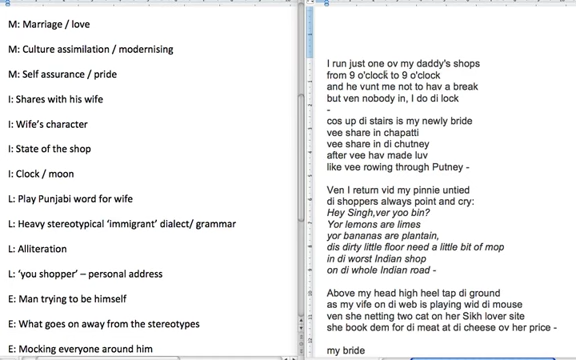 M: Marriage / love
M: Culture assimilation / modernising
M: Self assurance / pride
I: Shares with his wife
I: Wife's character
I: State of the shop
I: Clock / moon
L: Play Punjabi word for wife
L: Heavy stereotypical 'immigrant' dialect/ grammar
L: Alliteration
L: 'you shopper' – personal address
E: Man trying to be himself
E: What goes on away from the stereotypes
E: Mocking everyone around him
I run just one ov my daddy's shops
from 9 o'clock to 9 o'clock
and he vunt me not to hav a break
but ven nobody in, I do di lock
-
cos up di stairs is my newly bride
vee share in chapatti
vee share in di chutney
after vee hav made luv
like vee rowing through Putney -
Ven I return vid my pinnie untied
di shoppers always point and cry:
Hey Singh,ver yoo bin?
Yor lemons are limes
yor bananas are plantain,
dis dirty little floor need a little bit of mop
in di worst Indian shop
on di whole Indian road -
Above my head high heel tap di ground
as my vife on di web is playing wid di mouse
ven she netting two cat on her Sikh lover site
she book dem for di meat at di cheese ov her price -
my bride